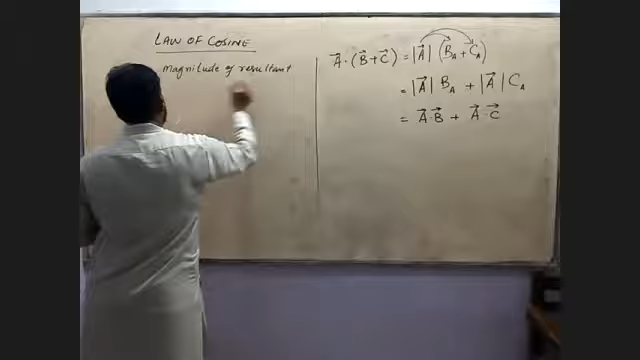 LAW OF COSINE
Magnitude of resultant
A⃗ · (B⃗ + C⃗) = |A⃗| (B_A + C_A)
= |A⃗| B_A + |A⃗| C_A
= A⃗ · B⃗ + A⃗ · C⃗